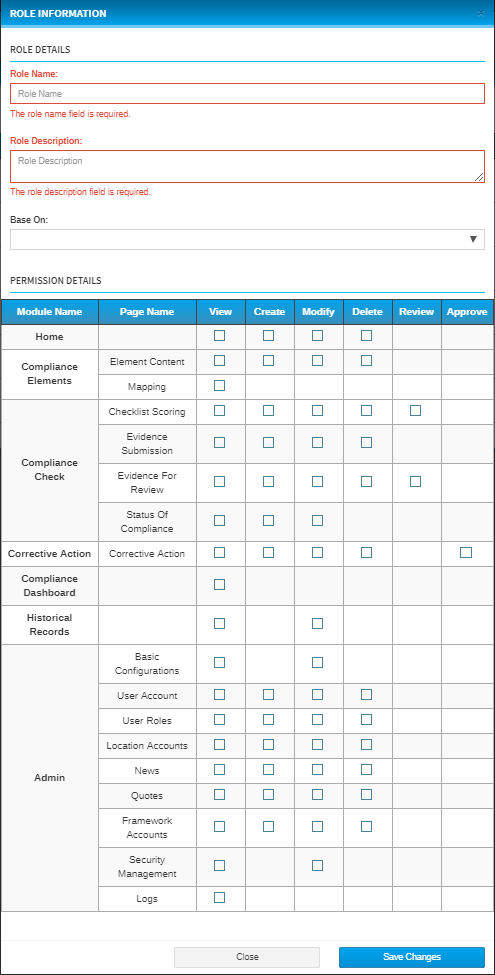 ROLE INFORMATION
ROLE DETAILS
Role Name:
Role Name
The role name field is required.
Role Description:
Role Description
The role description field is required.
Base On:
PERMISSION DETAILS
Module Name Page Name View Create Modify Delete Review Approve
Home
Compliance
Elements
Element Content
Mapping
Compliance
Check
Checklist Scoring
Evidence
Submission
Evidence For
Review
Status Of
Compliance
Corrective Action Corrective Action
Compliance
Dashboard
Historical
Records
Admin
Basic
Configurations
User Account
User Roles
Location Accounts
News
Quotes
Framework
Accounts
Security
Management
Logs
Close Save Changes